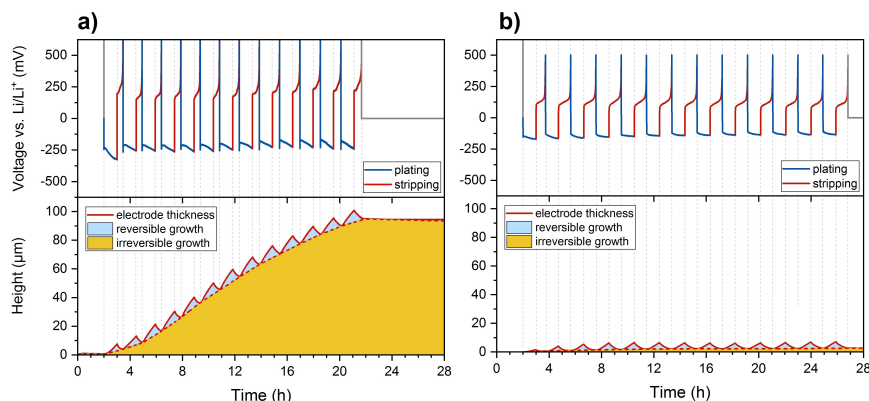 a)
b)
Voltage vs. Li/Li⁺ (mV)
500
250
0
-250
-500
plating
stripping
500
250
0
-250
-500
plating
stripping
Height (µm)
100
80
60
40
20
0
electrode thickness
reversible growth
irreversible growth
100
80
60
40
20
0
electrode thickness
reversible growth
irreversible growth
0 4 8 12 16 20 24 28
Time (h)
0 4 8 12 16 20 24 28
Time (h)